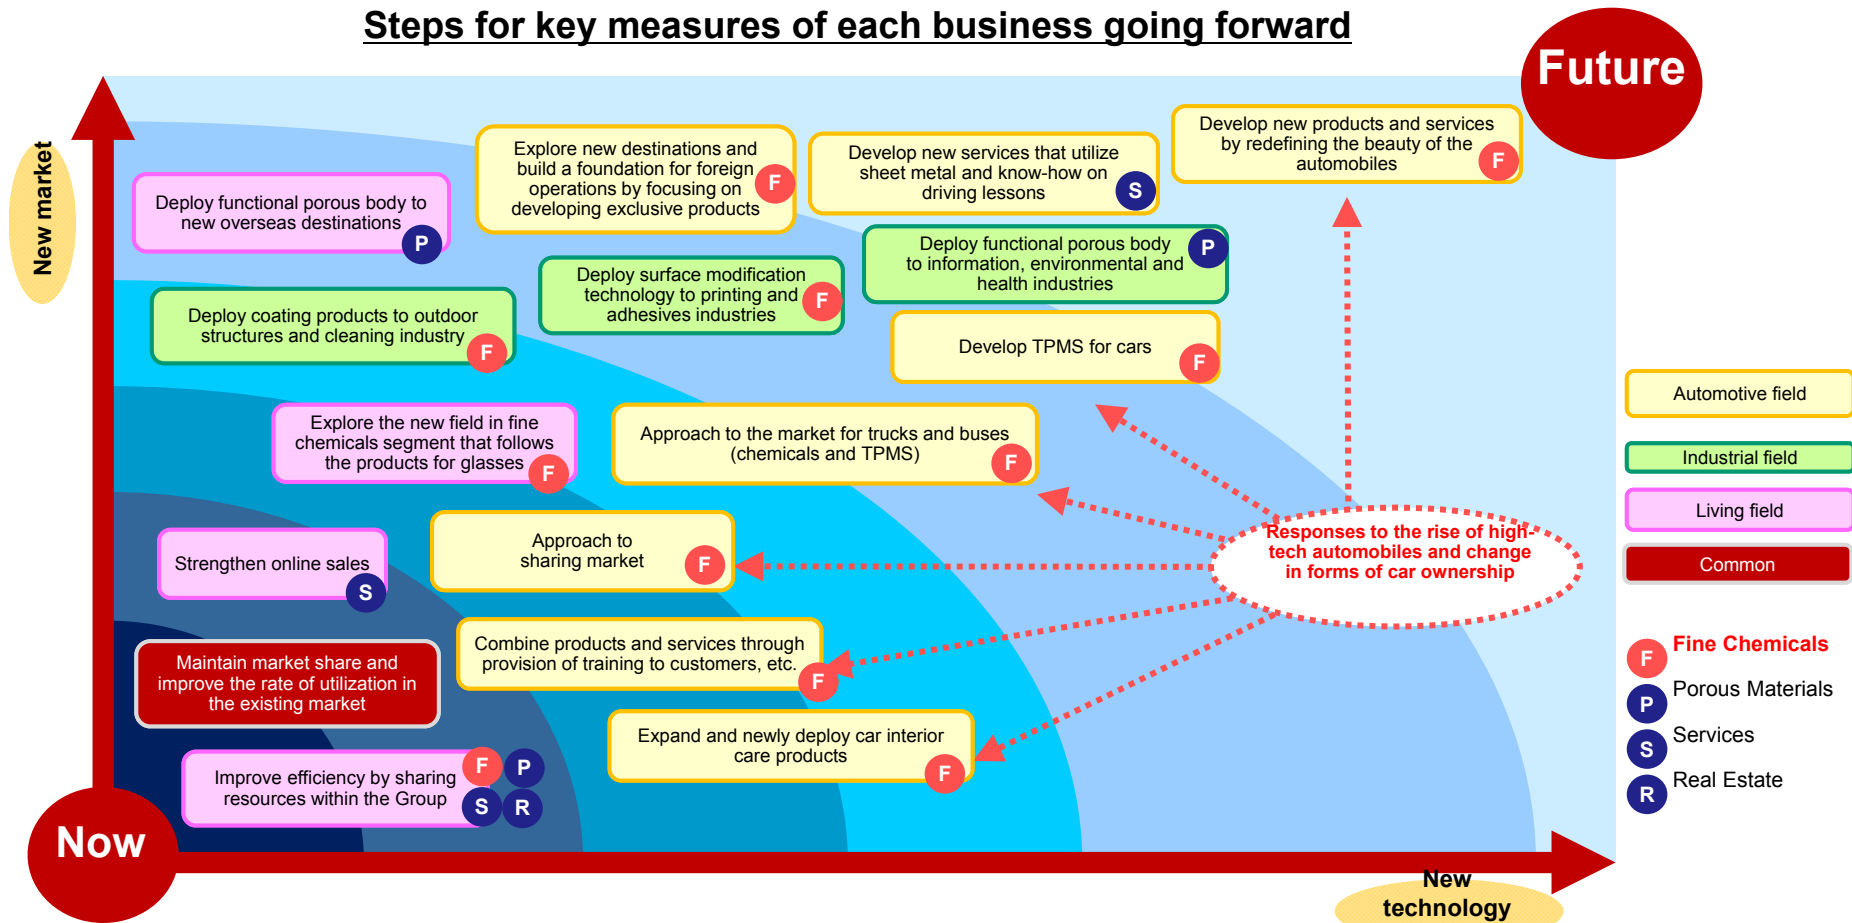 Steps for key measures of each business going forward
Future
New market
Develop new products and services
by redefining the beauty of the
automobiles
F
Explore new destinations and
build a foundation for foreign
operations by focusing on
developing exclusive products
F
Develop new services that utilize
sheet metal and know-how on
driving lessons
S
Deploy functional porous body to
new overseas destinations
P
Deploy functional porous body
to information, environmental and
health industries
P
Deploy surface modification
technology to printing and
adhesives industries
F
Deploy coating products to outdoor
structures and cleaning industry
F
Develop TPMS for cars
F
Explore the new field in fine
chemicals segment that follows
the products for glasses
F
Approach to the market for trucks and buses
(chemicals and TPMS)
F
Strengthen online sales
S
Approach to
sharing market
F
Responses to the rise of high-
tech automobiles and change
in forms of car ownership
Combine products and services through
provision of training to customers, etc.
F
Maintain market share and
improve the rate of utilization in
the existing market
Expand and newly deploy car interior
care products
F
Improve efficiency by sharing
resources within the Group
F P
S R
Now
New
technology
Automotive field
Industrial field
Living field
Common
F Fine Chemicals
P Porous Materials
S Services
R Real Estate